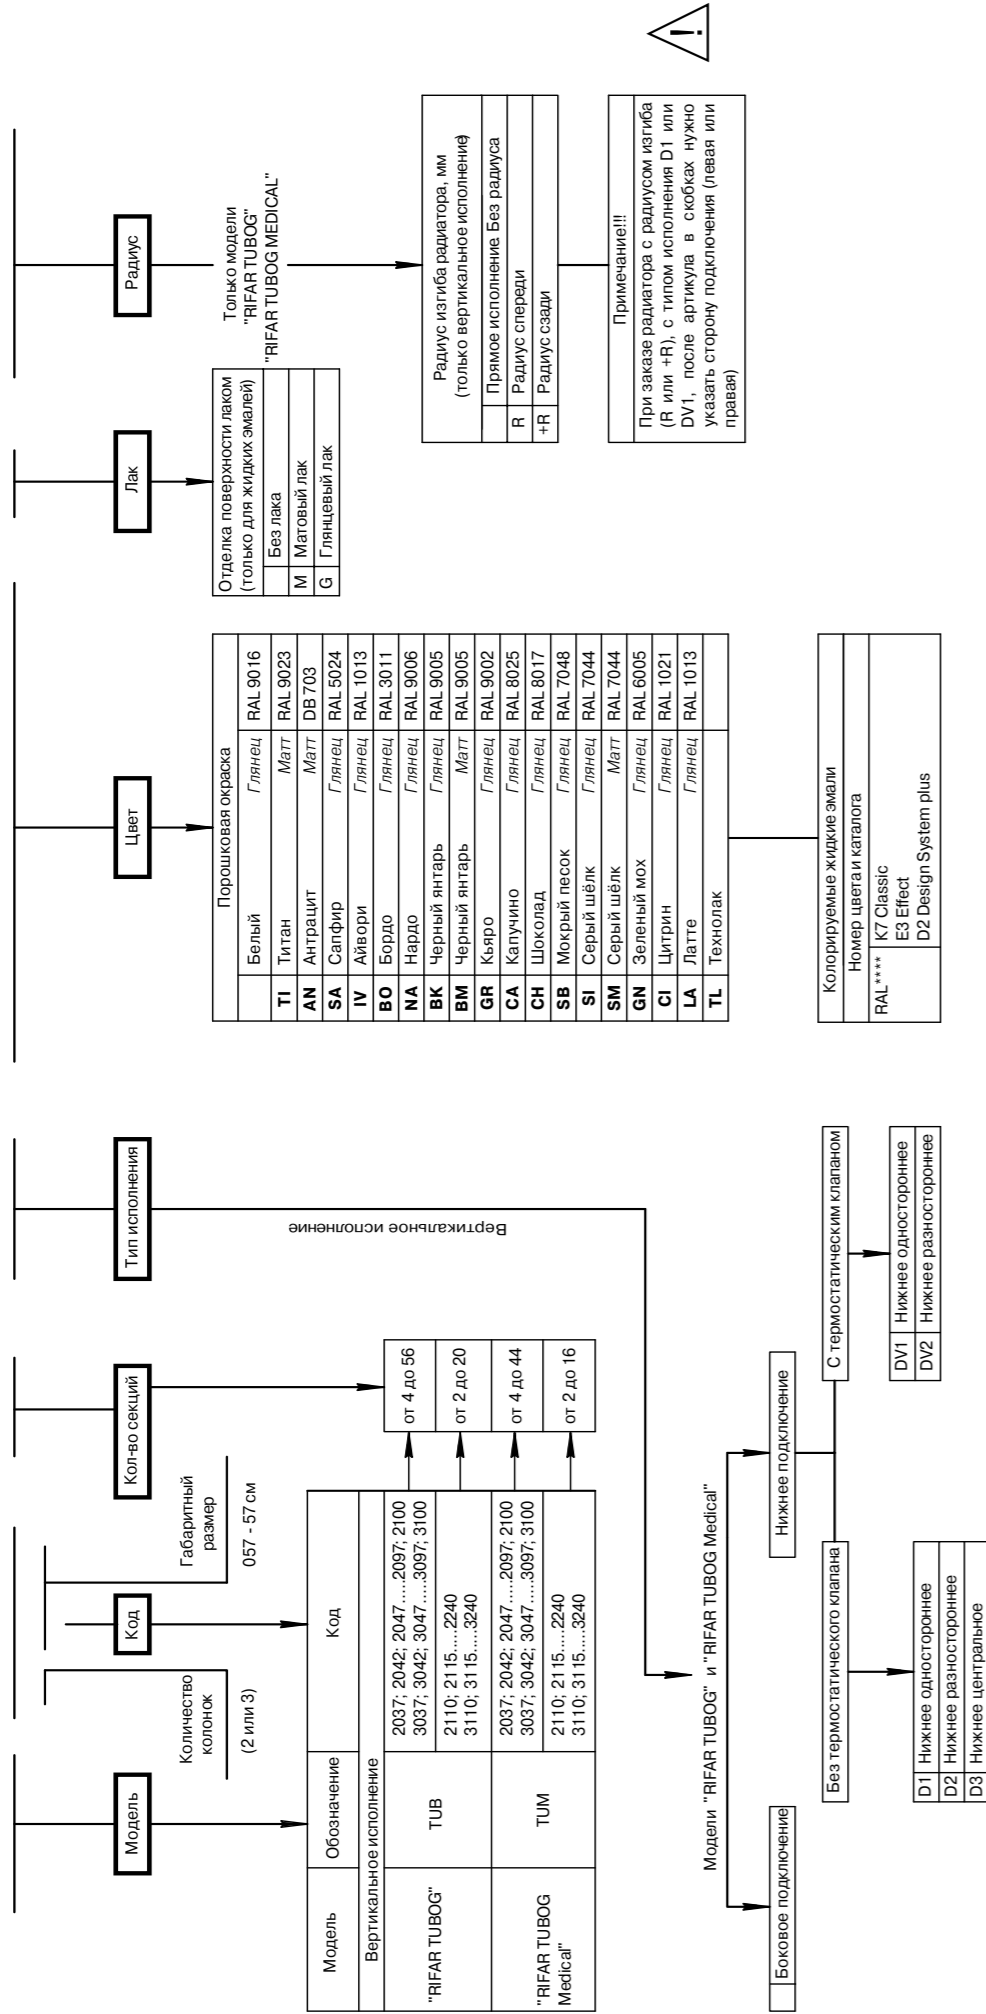 Модель
Код
Кол-во секций
Тип исполнения
Цвет
Лак
Радиус
Количество
колонок
(2 или 3)
Габаритный
размер
057 - 57 см
Модель
Обозначение
Код
Вертикальное исполнение
"RIFAR TUBOG"
TUB
2037; 2042; 2047.....2097; 2100
3037; 3042; 3047.....3097; 3100
от 4 до 56
2110; 2115.....2240
3110; 3115.....3240
от 2 до 20
"RIFAR TUBOG
Medical"
TUM
2037; 2042; 2047.....2097; 2100
3037; 3042; 3047.....3097; 3100
от 4 до 44
2110; 2115.....2240
3110; 3115.....3240
от 2 до 16
Вертикальное исполнение
Модели "RIFAR TUBOG" и "RIFAR TUBOG Medical"
Боковое подключение
Нижнее подключение
Без термостатического клапана
С термостатическим клапаном
D1 Нижнее одностороннее
D2 Нижнее разностороннее
D3 Нижнее центральное
DV1 Нижнее одностороннее
DV2 Нижнее разностороннее
Порошковая окраска
Белый Глянец RAL 9016
TI Титан Матт RAL 9023
AN Антрацит Матт DB 703
SA Сапфир Глянец RAL 5024
IV Айвори Глянец RAL 1013
BO Бордо Глянец RAL 3011
NA Нардо Глянец RAL 9006
BK Черный янтарь Глянец RAL 9005
BM Черный янтарь Матт RAL 9005
GR Кьяро Глянец RAL 9002
CA Капучино Глянец RAL 8025
CH Шоколад Глянец RAL 8017
SB Мокрый песок Глянец RAL 7048
SI Серый шёлк Глянец RAL 7044
SM Серый шёлк Матт RAL 7044
GN Зеленый мох Глянец RAL 6005
CI Цитрин Глянец RAL 1021
LA Латте Глянец RAL 1013
TL Технолак
Колорируемые жидкие эмали
Номер цвета и каталога
RAL**** K7 Classic
E3 Effect
D2 Design System plus
Отделка поверхности лаком
(только для жидких эмалей)
Без лака
M Матовый лак
G Глянцевый лак
Только модели
"RIFAR TUBOG"
"RIFAR TUBOG MEDICAL"
Радиус изгиба радиатора, мм
(только вертикальное исполнение)
Прямое исполнение. Без радиуса
R Радиус спереди
+R Радиус сзади
Примечание!!!
При заказе радиатора с радиусом изгиба
(R или +R), с типом исполнения D1 или
DV1, после артикула в скобках нужно
указать сторону подключения (левая или
правая)
!